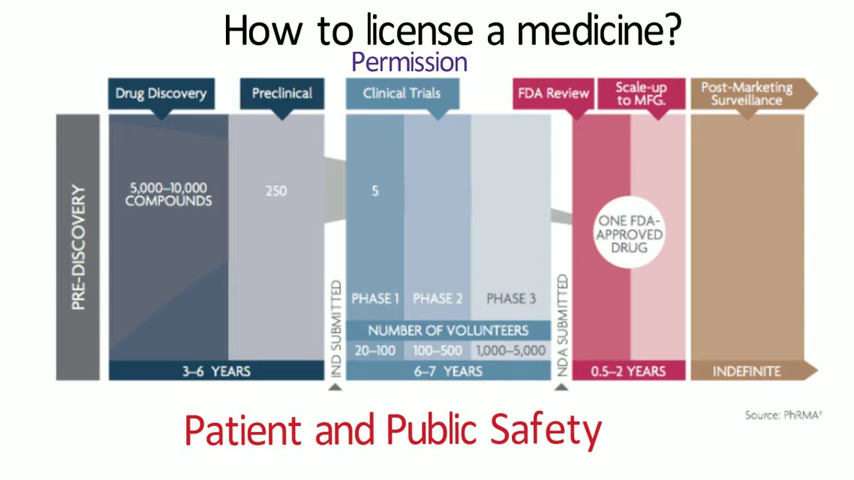 How to license a medicine?
Permission
Drug Discovery
Preclinical
Clinical Trials
FDA Review
Scale-up
to MFG.
Post-Marketing
Surveillance
PRE-DISCOVERY
5,000–10,000
COMPOUNDS
250
5
ONE FDA-
APPROVED
DRUG
IND SUBMITTED
PHASE 1
PHASE 2
PHASE 3
NDA SUBMITTED
NUMBER OF VOLUNTEERS
20–100
100–500
1,000–5,000
3–6 YEARS
6–7 YEARS
0.5–2 YEARS
INDEFINITE
Source: PhRMA
Patient and Public Safety